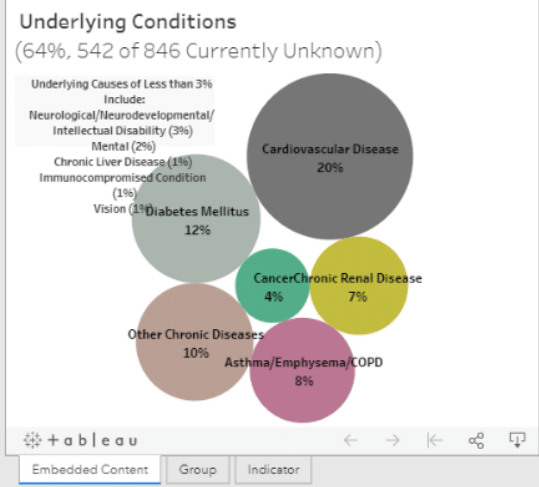 Underlying Conditions
(64%, 542 of 846 Currently Unknown)
Underlying Causes of Less than 3%
Include:
Neurological/Neurodevelopmental/
Intellectual Disability (3%)
Mental (2%)
Chronic Liver Disease (1%)
Immunocompromised Condition
(1%)
Vision (1%)
Cardiovascular Disease
20%
Diabetes Mellitus
12%
Cancer
4%
Chronic Renal Disease
7%
Other Chronic Diseases
10%
Asthma/Emphysema/COPD
8%
+ableau
Embedded Content
Group
Indicator